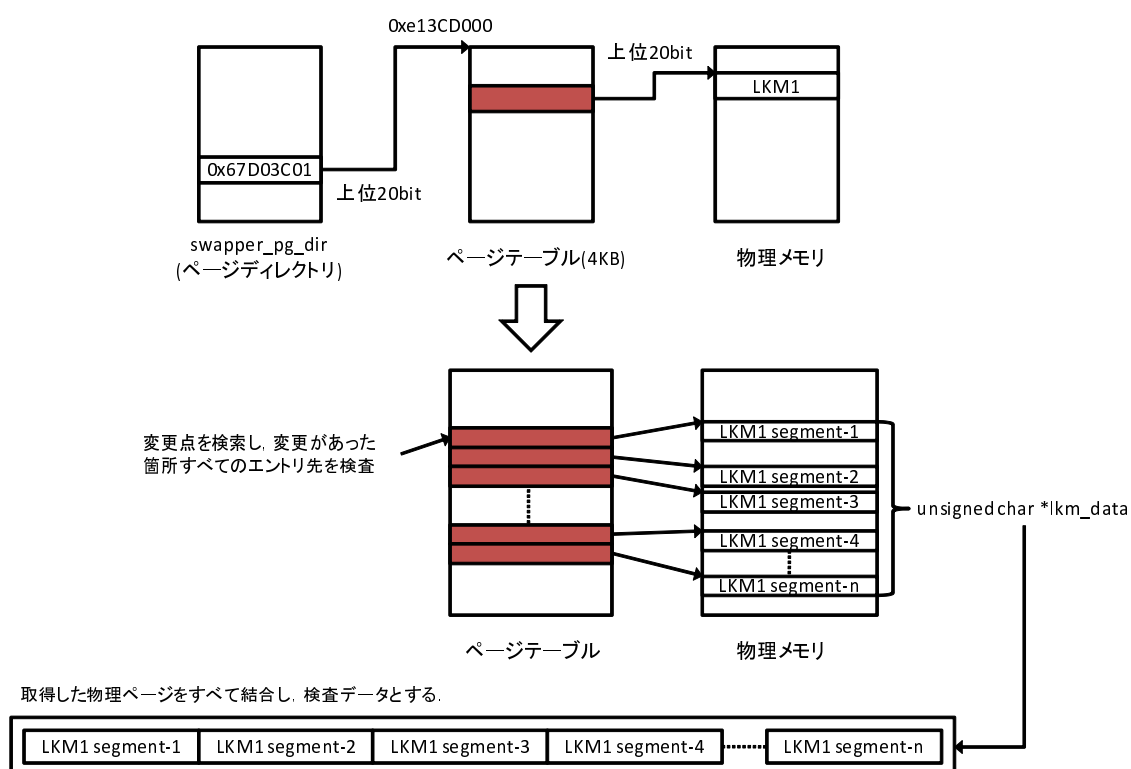 0xe13CD000
上位20bit
LKM1
0x67D03C01
上位20bit
swapper_pg_dir
(ページディレクトリ)
ページテーブル(4KB)
物理メモリ
変更点を検索し，変更があった
箇所すべてのエントリ先を検査
LKM1 segment-1
LKM1 segment-2
LKM1 segment-3
LKM1 segment-4
LKM1 segment-n
unsigned char *lkm_data
ページテーブル
物理メモリ
取得した物理ページをすべて結合し，検査データとする．
LKM1 segment-1
LKM1 segment-2
LKM1 segment-3
LKM1 segment-4
LKM1 segment-n